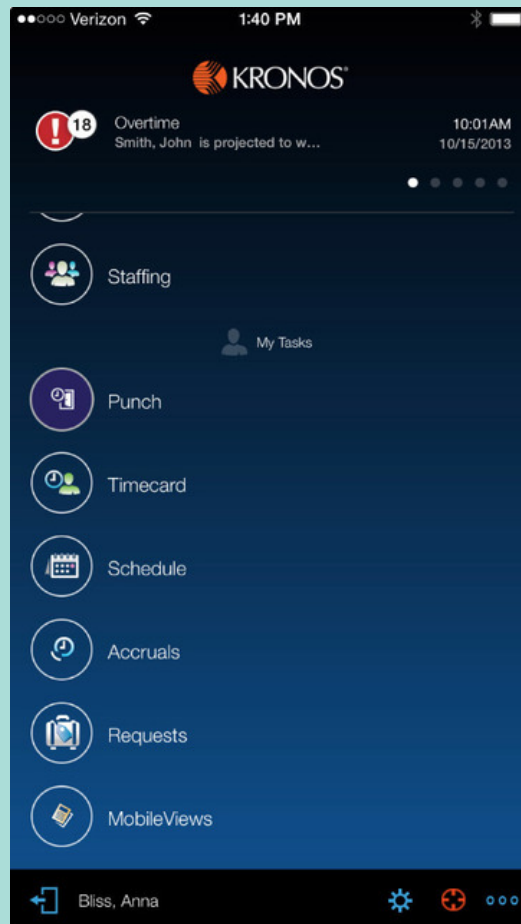 Verizon 1:40 PM
KRONOS®
18 Overtime 10:01AM
Smith, John is projected to w... 10/15/2013
Staffing
My Tasks
Punch
Timecard
Schedule
Accruals
Requests
MobileViews
Bliss, Anna